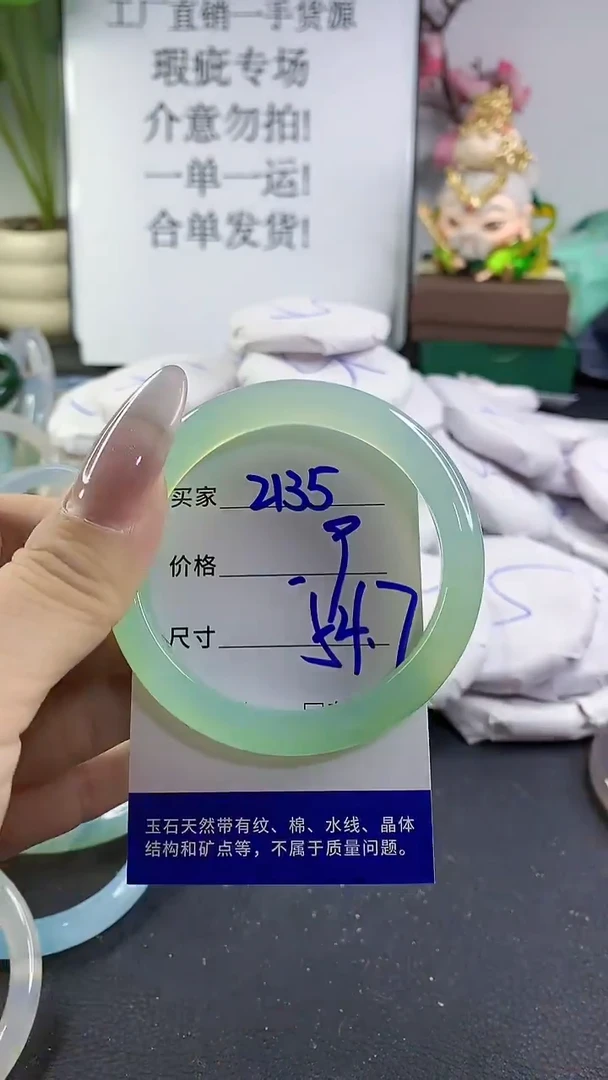 工厂直销一手货源
瑕疵专场
介意勿拍!
一单一运!
合单发货!
买家 2135
价格
尺寸 54.7
玉石天然带有纹、棉、水线、晶体
结构和矿点等，不属于质量问题。